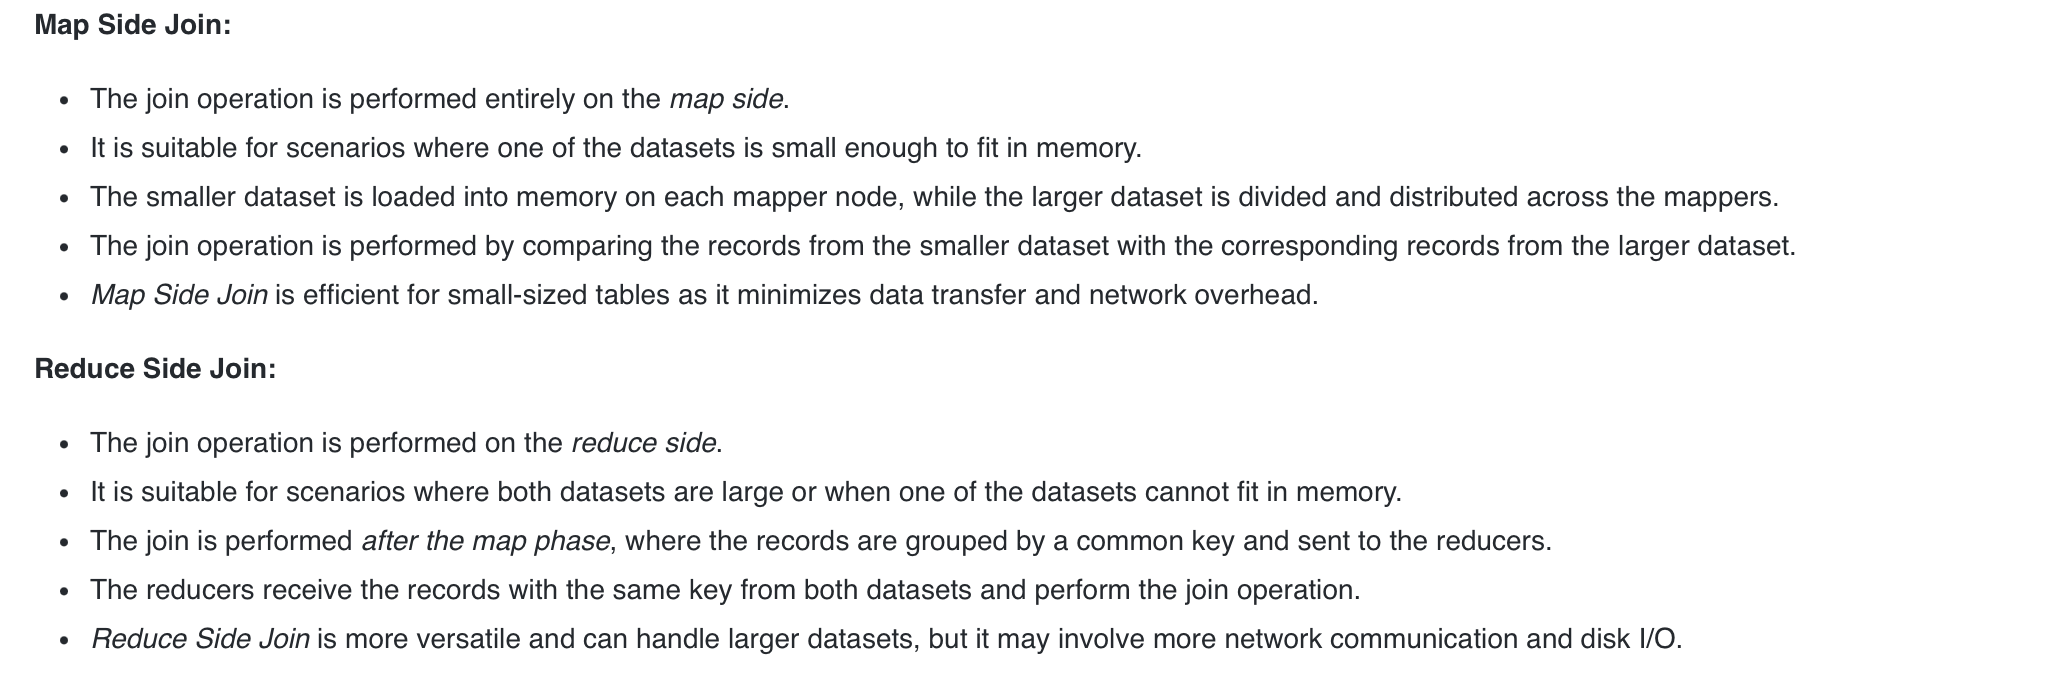 Map Side Join:
• The join operation is performed entirely on the map side.
• It is suitable for scenarios where one of the datasets is small enough to fit in memory.
• The smaller dataset is loaded into memory on each mapper node, while the larger dataset is divided and distributed across the mappers.
• The join operation is performed by comparing the records from the smaller dataset with the corresponding records from the larger dataset.
• Map Side Join is efficient for small-sized tables as it minimizes data transfer and network overhead.
Reduce Side Join:
• The join operation is performed on the reduce side.
• It is suitable for scenarios where both datasets are large or when one of the datasets cannot fit in memory.
• The join is performed after the map phase, where the records are grouped by a common key and sent to the reducers.
• The reducers receive the records with the same key from both datasets and perform the join operation.
• Reduce Side Join is more versatile and can handle larger datasets, but it may involve more network communication and disk I/O.